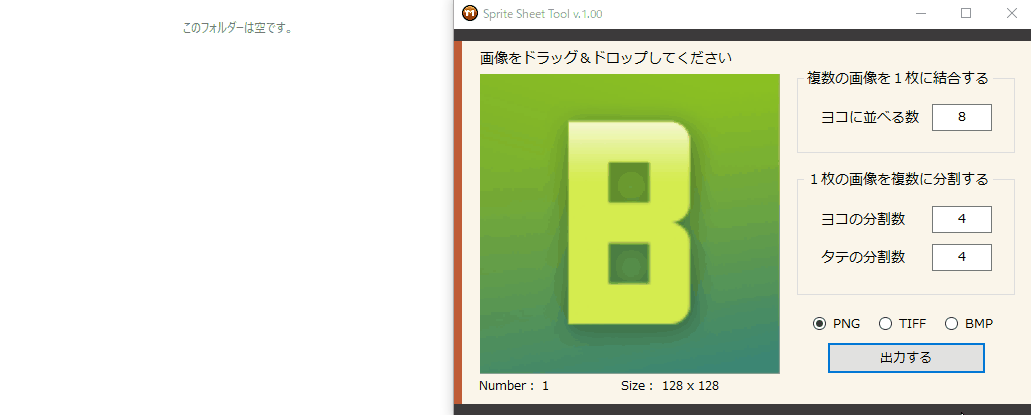 このフォルダーは空です。
Sprite Sheet Tool v.1.00
画像をドラッグ＆ドロップしてください
B
Number： 1
Size： 128 x 128
複数の画像を１枚に結合する
ヨコに並べる数 8
１枚の画像を複数に分割する
ヨコの分割数 4
タテの分割数 4
PNG TIFF BMP
出力する